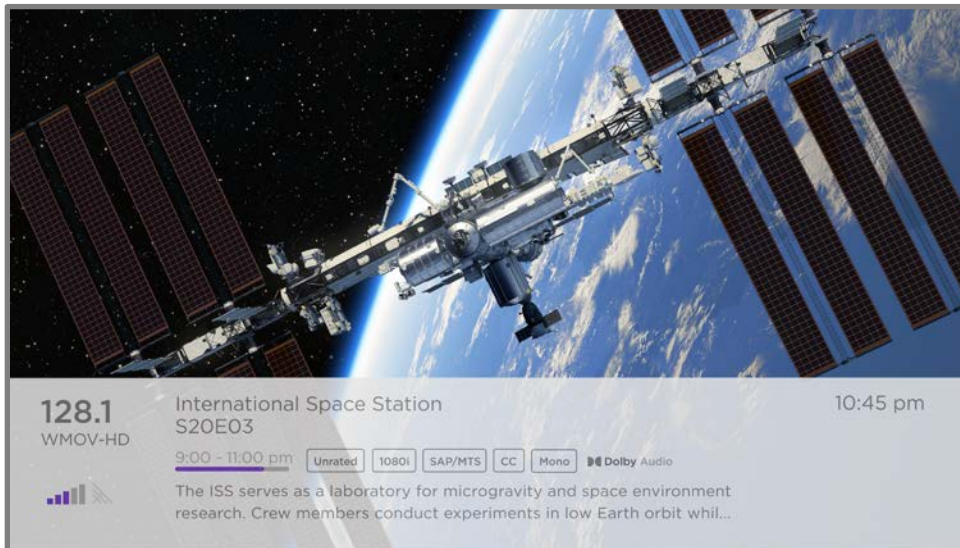 128.1
WMOV-HD
International Space Station
S20E03
10:45 pm
9:00 - 11:00 pm Unrated 1080i SAP/MTS CC Mono Dolby Audio
The ISS serves as a laboratory for microgravity and space environment
research. Crew members conduct experiments in low Earth orbit whil...